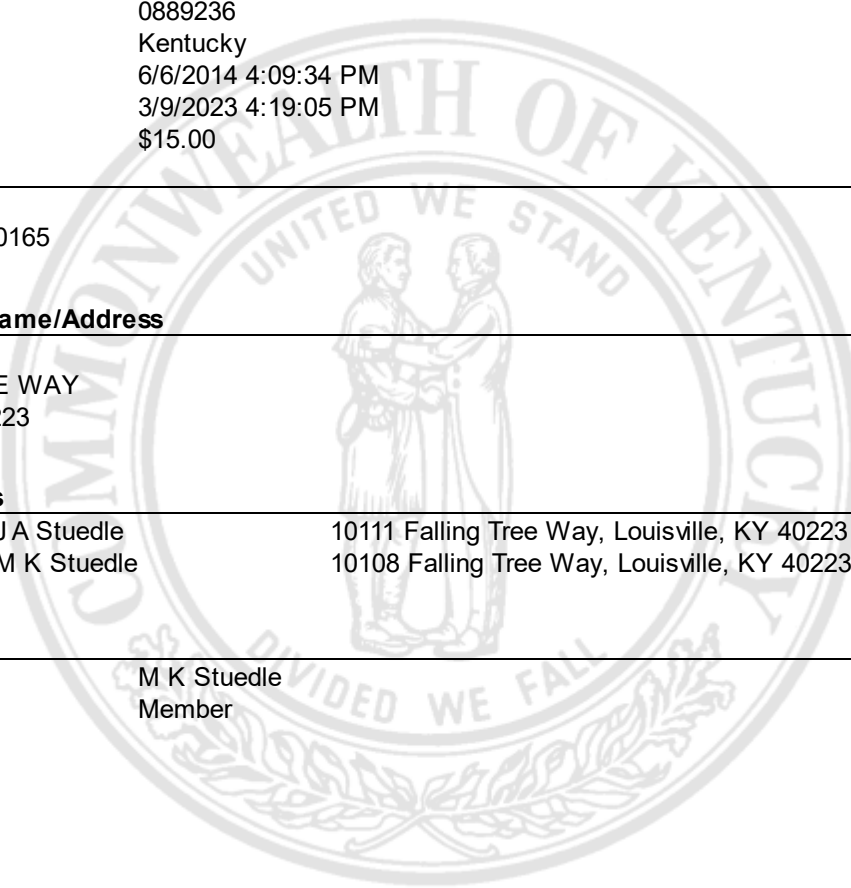 0889236
Kentucky
6/6/2014 4:09:34 PM
3/9/2023 4:19:05 PM
$15.00
0165
ame/Address
E WAY
223
s
J A Stuedle 10111 Falling Tree Way, Louisville, KY 40223
M K Stuedle 10108 Falling Tree Way, Louisville, KY 40223
M K Stuedle
Member
COMMONWEALTH OF KENTUCKY
UNITED WE STAND
DIVIDED WE FALL